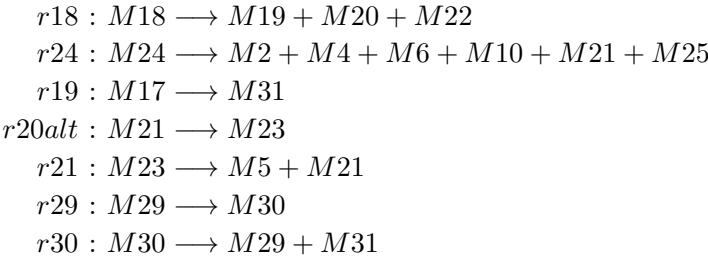 r18 : M18 ⟶ M19 + M20 + M22
r24 : M24 ⟶ M2 + M4 + M6 + M10 + M21 + M25
r19 : M17 ⟶ M31
r20alt : M21 ⟶ M23
r21 : M23 ⟶ M5 + M21
r29 : M29 ⟶ M30
r30 : M30 ⟶ M29 + M31